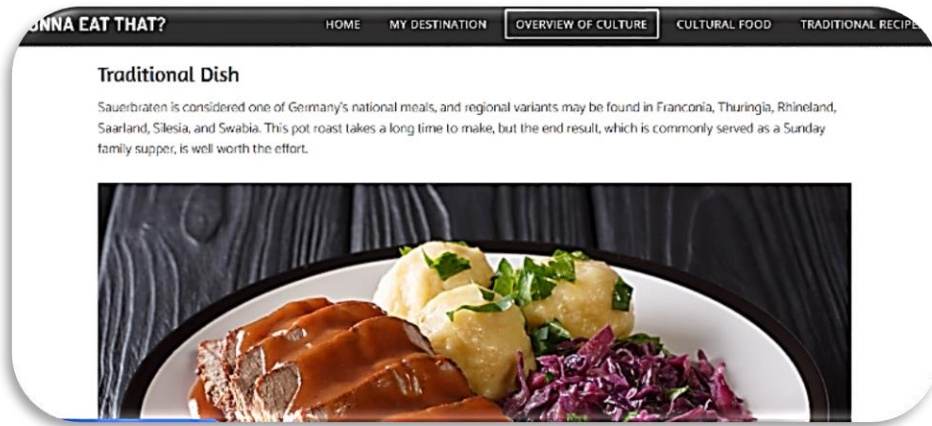 EAT THAT?
HOME MY DESTINATION OVERVIEW OF CULTURE CULTURAL FOOD TRADITIONAL
Traditional Dish
Sauerbraten is considered one of Germany's national meals, and regional variants may be found in Franconia, Thuringia, Rhineland,
Saarland, Silesia, and Swabia. This pot roast takes a long time to make, but the end result, which is commonly served as a Sunday
family supper, is well worth the effort.